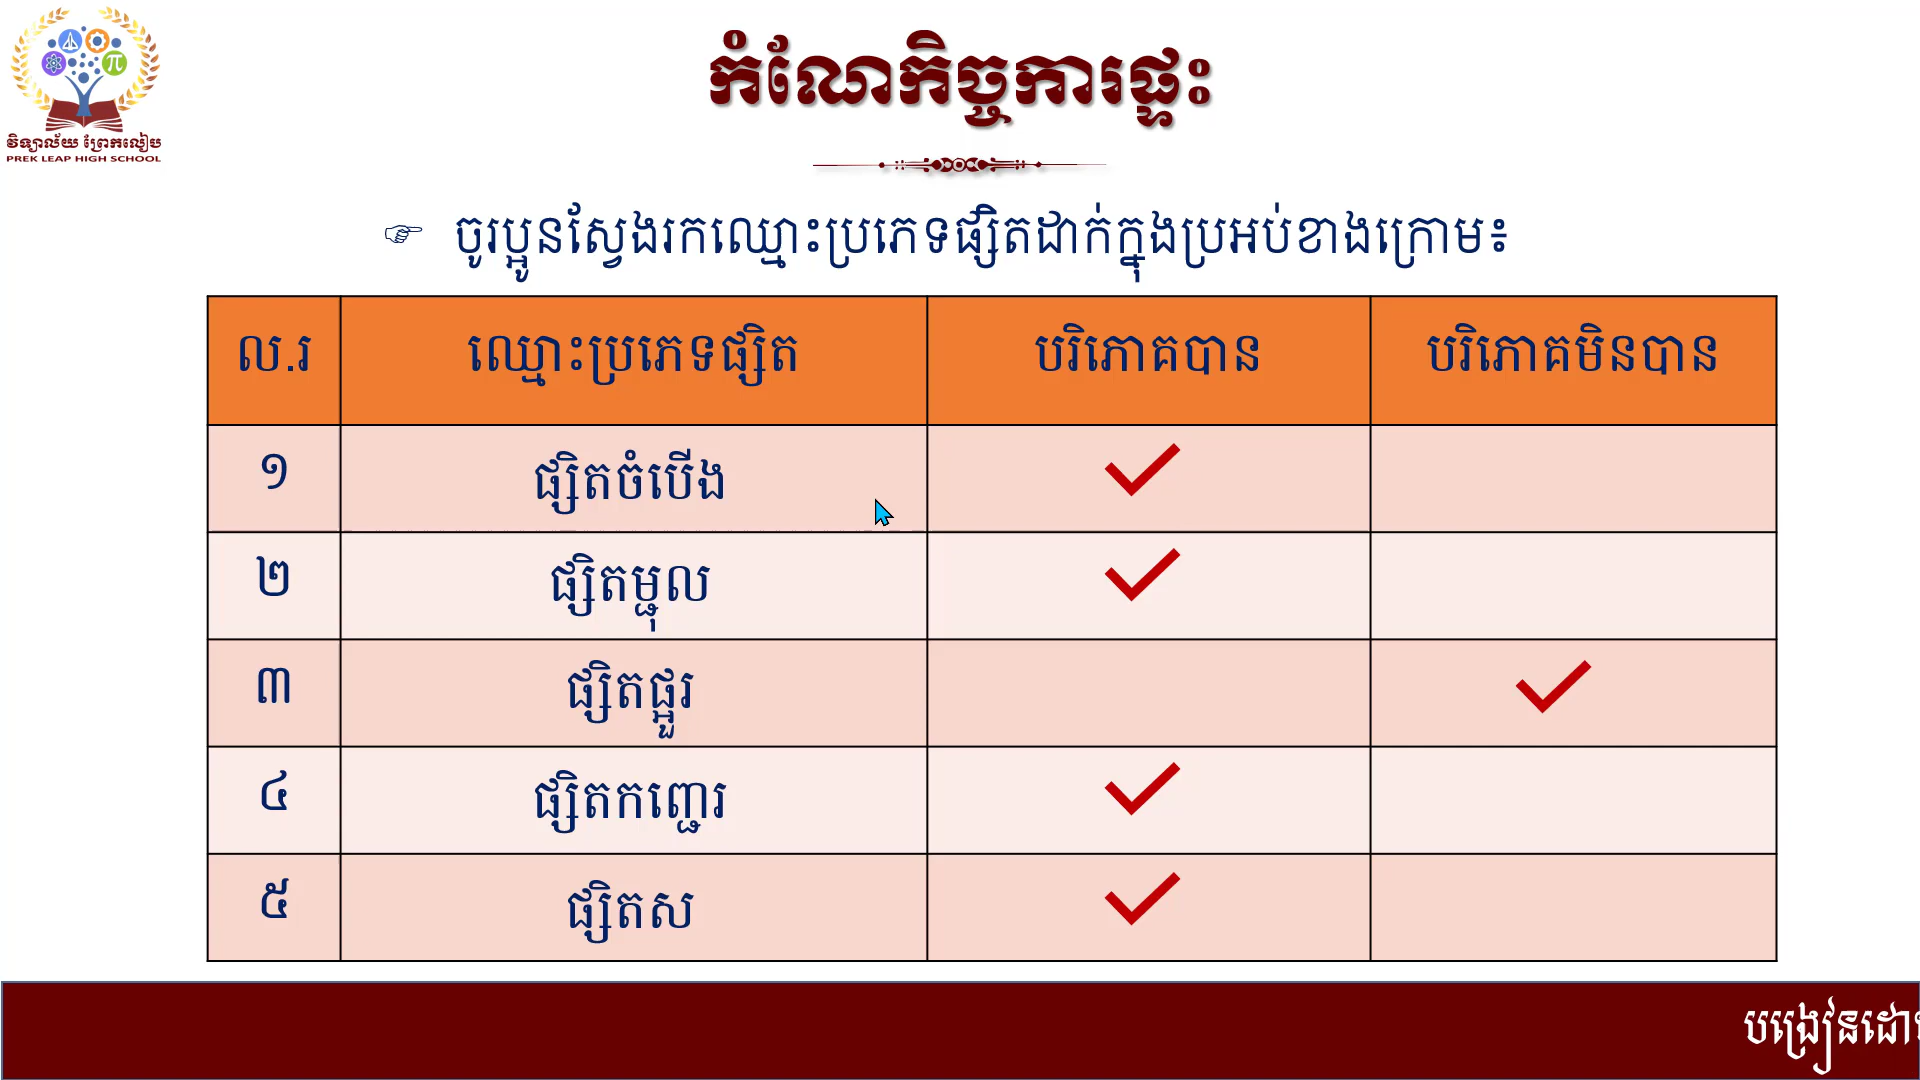 វិទ្យាល័យ ព្រែកលៀប
PREK LEAP HIGH SCHOOL
កំណែកិច្ចការផ្ទះ
☞ ចូរប្អូនស្វែងរកឈ្មោះប្រភេទផ្សិតដាក់ក្នុងប្រអប់ខាងក្រោម៖
ល.រ ឈ្មោះប្រភេទផ្សិត បរិភោគបាន បរិភោគមិនបាន
១ ផ្សិតចំបើង ✓
២ ផ្សិតម្ជុល ✓
៣ ផ្សិតផ្អួរ ✓
៤ ផ្សិតកញ្ជេរ ✓
៥ ផ្សិតស ✓
បង្រៀនដោ